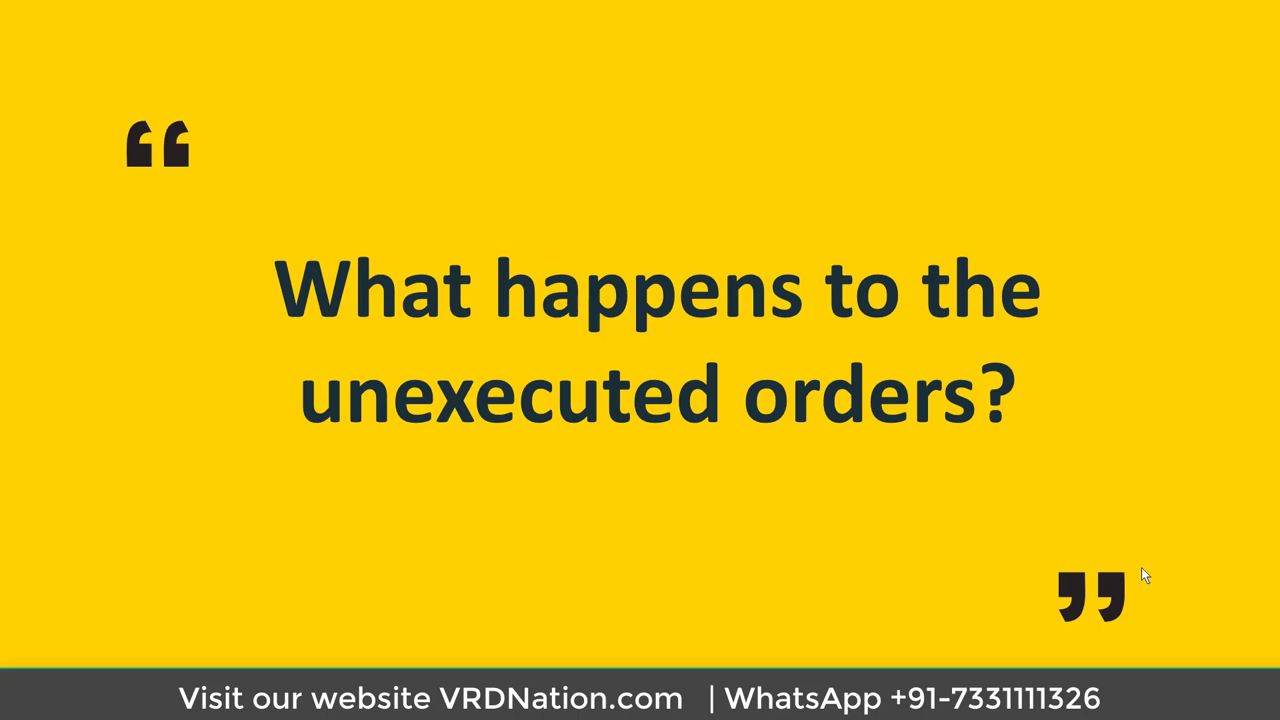 “
What happens to the
unexecuted orders?
”
Visit our website VRDNation.com | WhatsApp +91-7331111326